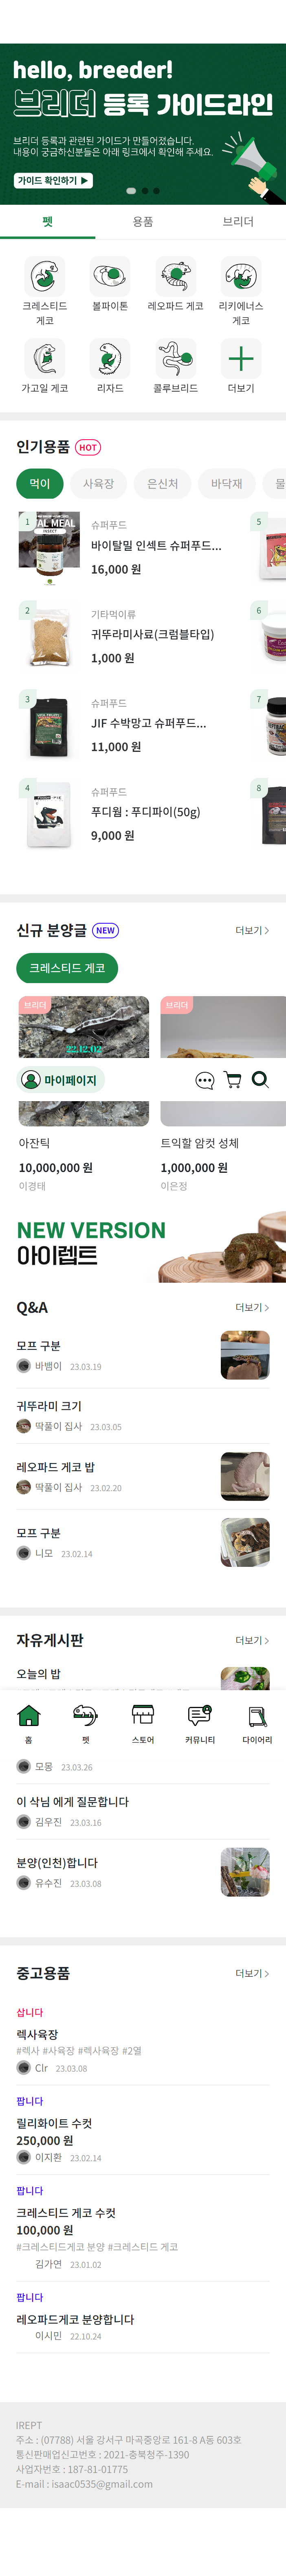 hello, breeder!
브리더 등록 가이드라인
브리더 등록과 관련된 가이드가 만들어졌습니다.
내용이 궁금하신분들은 아래 링크에서 확인해 주세요.
가이드 확인하기 ▶
펫
용품
브리더
크레스티드
게코
볼파이톤
레오파드 게코
리키에너스
게코
가고일 게코
리자드
콜루브리드
더보기
인기용품 HOT
먹이
사육장
은신처
바닥재
물
1
MEAL
INSECT
슈퍼푸드
바이탈밀 인섹트 슈퍼푸드...
16,000 원
5
2
기타먹이류
귀뚜라미사료(크럼블타입)
1,000 원
6
3
슈퍼푸드
JIF 수박망고 슈퍼푸드...
11,000 원
7
4
슈퍼푸드
푸디웜 : 푸디파이(50g)
9,000 원
8
신규 분양글 NEW
더보기 >
크레스티드 게코
브리더
22.12.02
브리더
마이페이지
아잔틱
10,000,000 원
이경태
트익할 암컷 성체
1,000,000 원
이은정
NEW VERSION
아이렙트
Q&A
더보기 >
모프 구분
바뱀이 23.03.19
귀뚜라미 크기
딱풀이 집사 23.03.05
레오파드 게코 밥
딱풀이 집사 23.02.20
모프 구분
니모 23.02.14
자유게시판
더보기 >
오늘의 밥
홈
펫
스토어
커뮤니티
다이어리
모몽 23.03.26
이 삭님 에게 질문합니다
김우진 23.03.16
분양(인천)합니다
유수진 23.03.08
중고용품
더보기 >
삽니다
렉사육장
#렉사 #사육장 #렉사육장 #2열
Clr 23.03.08
팝니다
릴리화이트 수컷
250,000 원
이지환 23.02.14
팝니다
크레스티드 게코 수컷
100,000 원
#크레스티드게코 분양 #크레스티드 게코
김가연 23.01.02
팝니다
레오파드게코 분양합니다
이시민 22.10.24
IREPT
주소 : (07788) 서울 강서구 마곡중앙로 161-8 A동 603호
통신판매업신고번호 : 2021-충북청주-1390
사업자번호 : 187-81-01775
E-mail : isaac0535@gmail.com